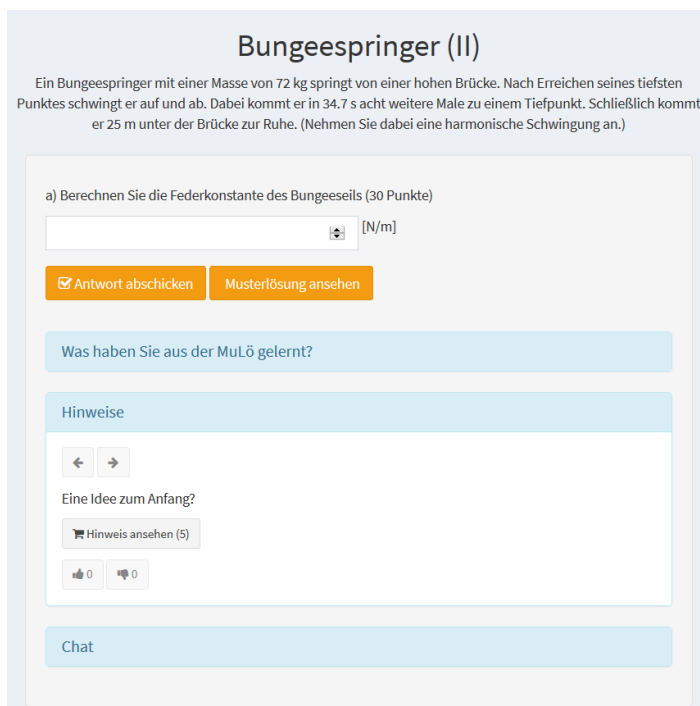 Bungeespringer (II)
Ein Bungeespringer mit einer Masse von 72 kg springt von einer hohen Brücke. Nach Erreichen seines tiefsten
Punktes schwingt er auf und ab. Dabei kommt er in 34.7 s acht weitere Male zu einem Tiefpunkt. Schließlich kommt
er 25 m unter der Brücke zur Ruhe. (Nehmen Sie dabei eine harmonische Schwingung an.)
a) Berechnen Sie die Federkonstante des Bungeeseils (30 Punkte)
[N/m]
Antwort abschicken Musterlösung ansehen
Was haben Sie aus der MuLö gelernt?
Hinweise
Eine Idee zum Anfang?
Hinweis ansehen (5)
0 0
Chat